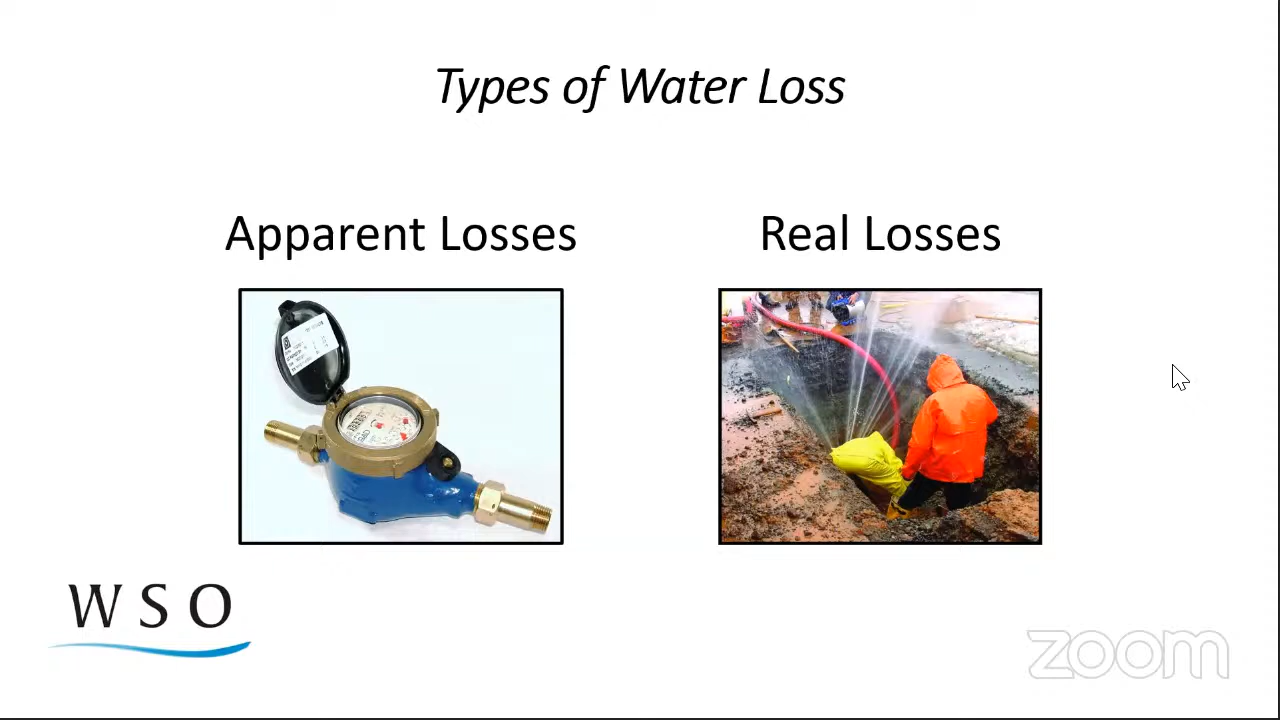 Types of Water Loss
Apparent Losses
Real Losses
WSO
zoom